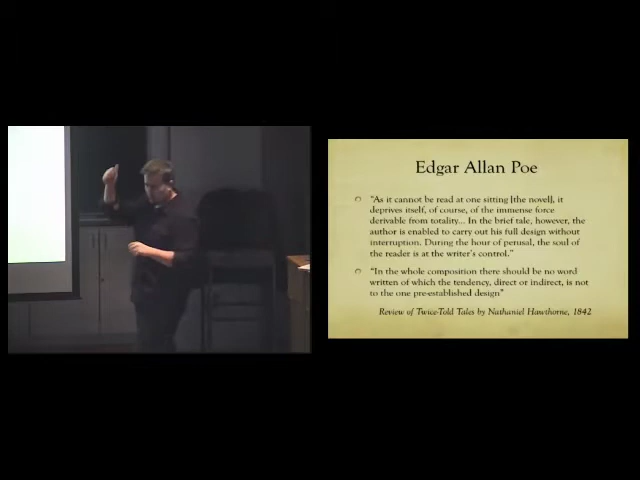 Edgar Allan Poe
"As it cannot be read at one sitting [the novel], it
deprives itself, of course, of the immense force
derivable from totality... In the brief tale, however, the
author is enabled to carry out his full design without
interruption. During the hour of perusal, the soul of
the reader is at the writer's control."
"In the whole composition there should be no word
written of which the tendency, direct or indirect, is not
to the one pre-established design"
Review of Twice-Told Tales by Nathaniel Hawthorne, 1842